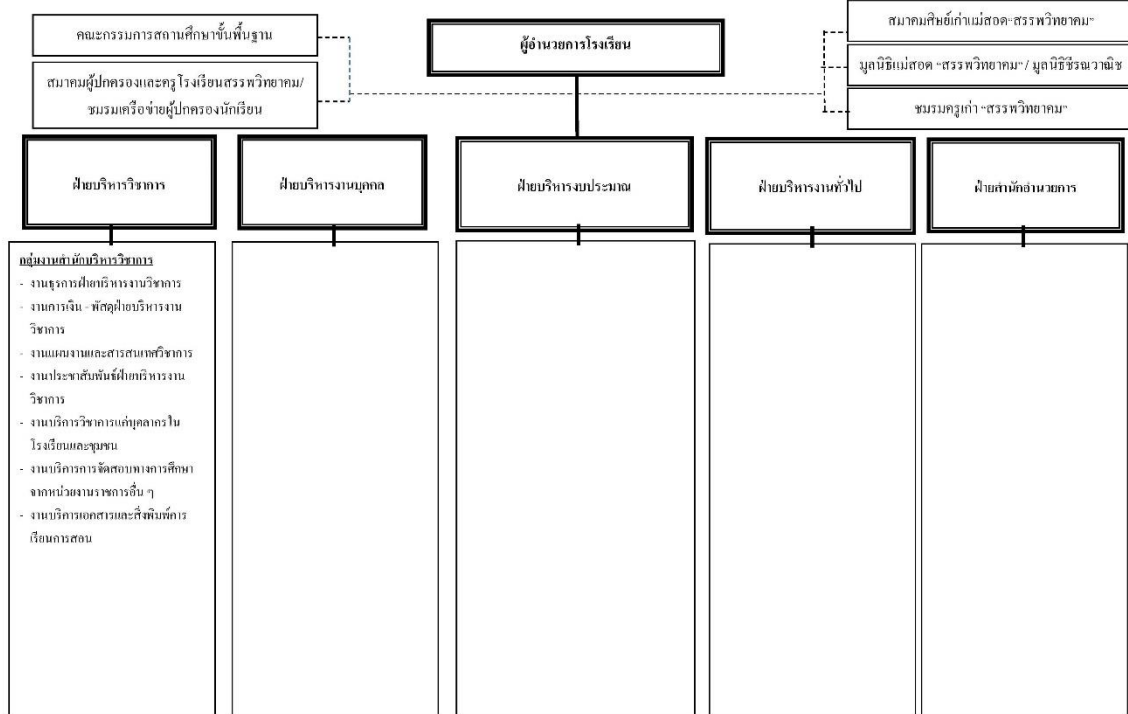 คณะกรรมการสถานศึกษาขั้นพื้นฐาน
สมาคมผู้ปกครองและครูโรงเรียนสรรพวิทยาคม/
ชมรมเครือข่ายผู้ปกครองนักเรียน
ผู้อำนวยการโรงเรียน
สมาคมศิษย์เก่าแม่สอด“สรรพวิทยาคม”
มูลนิธิแม่สอด “สรรพวิทยาคม” / มูลนิธิชีรณวาณิช
ชมรมครูเก่า “สรรพวิทยาคม”
ฝ่ายบริหารวิชาการ
ฝ่ายบริหารงานบุคคล
ฝ่ายบริหารงบประมาณ
ฝ่ายบริหารงานทั่วไป
ฝ่ายสำนักอำนวยการ
กลุ่มงานสำนักบริหารวิชาการ
- งานธุรการฝ่ายบริหารงานวิชาการ
- งานการเงิน - พัสดุฝ่ายบริหารงาน
วิชาการ
- งานแผนงานและสารสนเทศวิชาการ
- งานประชาสัมพันธ์ฝ่ายบริหารงาน
วิชาการ
- งานบริการวิชาการแก่บุคลากรใน
โรงเรียนและชุมชน
- งานบริการการจัดสอบทางการศึกษา
จากหน่วยงานราชการอื่น ๆ
- งานบริการเอกสารและสิ่งพิมพ์การ
เรียนการสอน